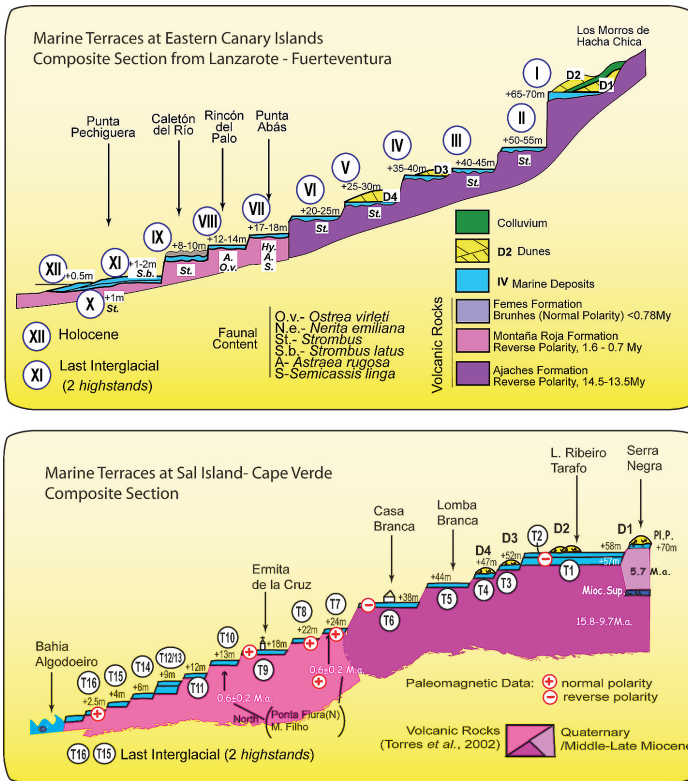 Marine Terraces at Eastern Canary Islands
Composite Section from Lanzarote - Fuerteventura
Los Morros de
Hacha Chica
I
D2
D1
+65-70m
II
+50-55m
St.
III
+40-45m
St.
IV
+35-40m
D3
V
+25-30m
D4
St.
VI
+20-25m
St.
Punta
Abás
VII
+17-18m
Hy.
A.
S.
Rincón
del
Palo
VIII
+12-14m
A.
O.v.
Caletón
del Río
IX
+8-10m
St.
Punta
Pechiguera
XI
+1-2m
S.b.
XII
+0.5m
X
+1m
St.
XII
Holocene
XI
Last Interglacial
(2 highstands)
Faunal
Content
O.v.- Ostrea virleti
N.e.- Nerita emiliana
St.- Strombus
S.b.- Strombus latus
A- Astraea rugosa
S-Semicassis linga
Colluvium
D2 Dunes
IV Marine Deposits
Volcanic Rocks
Femes Formation
Brunhes (Normal Polarity) <0.78My
Montaña Roja Formation
Reverse Polarity, 1.6 - 0.7 My
Ajaches Formation
Reverse Polarity, 14.5-13.5My
Marine Terraces at Sal Island- Cape Verde
Composite Section
L. Ribeiro
Tarafo
Serra
Negra
D1
Pl.P.
+70m
5.7 M.a.
Mioc.Sup.
15.8-9.7M.a.
T2
D2
+58m
+57m
T1
D3
+52m
T3
D4
+47m
T4
Lomba
Branca
+44m
T5
Casa
Branca
+38m
T6
T7
+24m
0.6±0.2 M.a.
T8
+22m
Ermita
de la Cruz
+18m
T9
T10
+13m
0.6±0.2 M.a.
North
Ponts Flura(N)
M. Filho
+12m
T11
T12/13
+9m
T14
+6m
T15
+4m
T16
+2.5m
Bahia
Algodoeiro
T16 T15 Last Interglacial (2 highstands)
Paleomagnetic Data:
normal polarity
reverse polarity
Volcanic Rocks
(Torres et al., 2002)
Quaternary
/Middle-Late Miocene